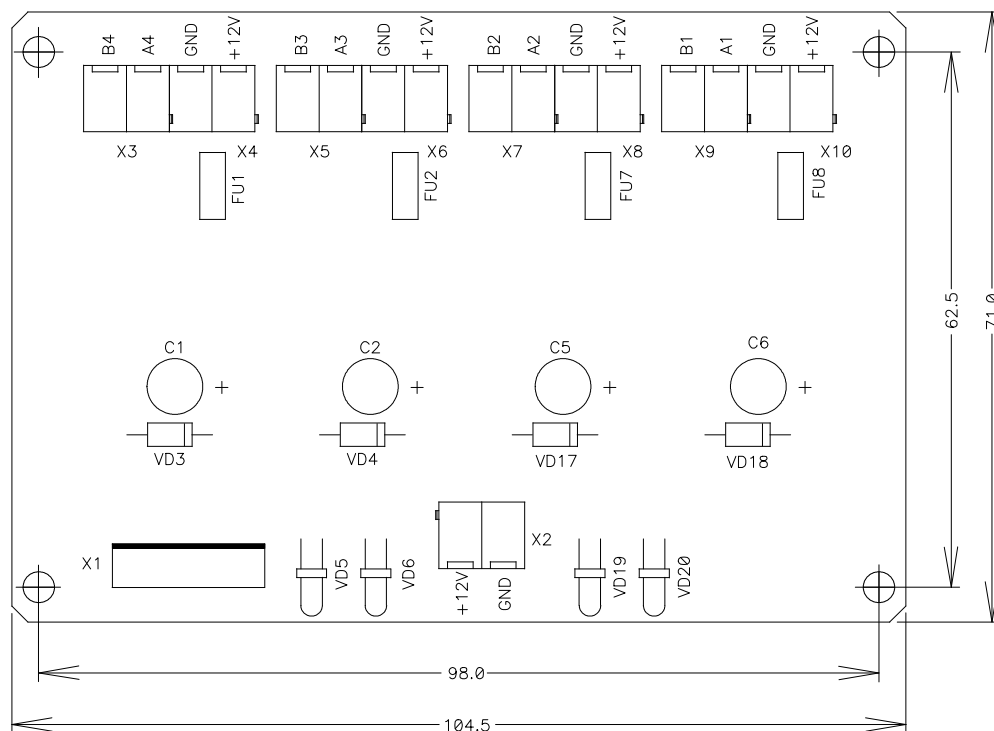 B4 A4 GND +12V B3 A3 GND +12V B2 A2 GND +12V B1 A1 GND +12V
X3 X4 X5 X6 X7 X8 X9 X10
FU1 FU2 FU7 FU8
62.5
71.0
C1 C2 C5 C6
+ + + +
VD3 VD4 VD17 VD18
X1 VD5 VD6 X2 VD19 VD20
+12V GND
98.0
104.5